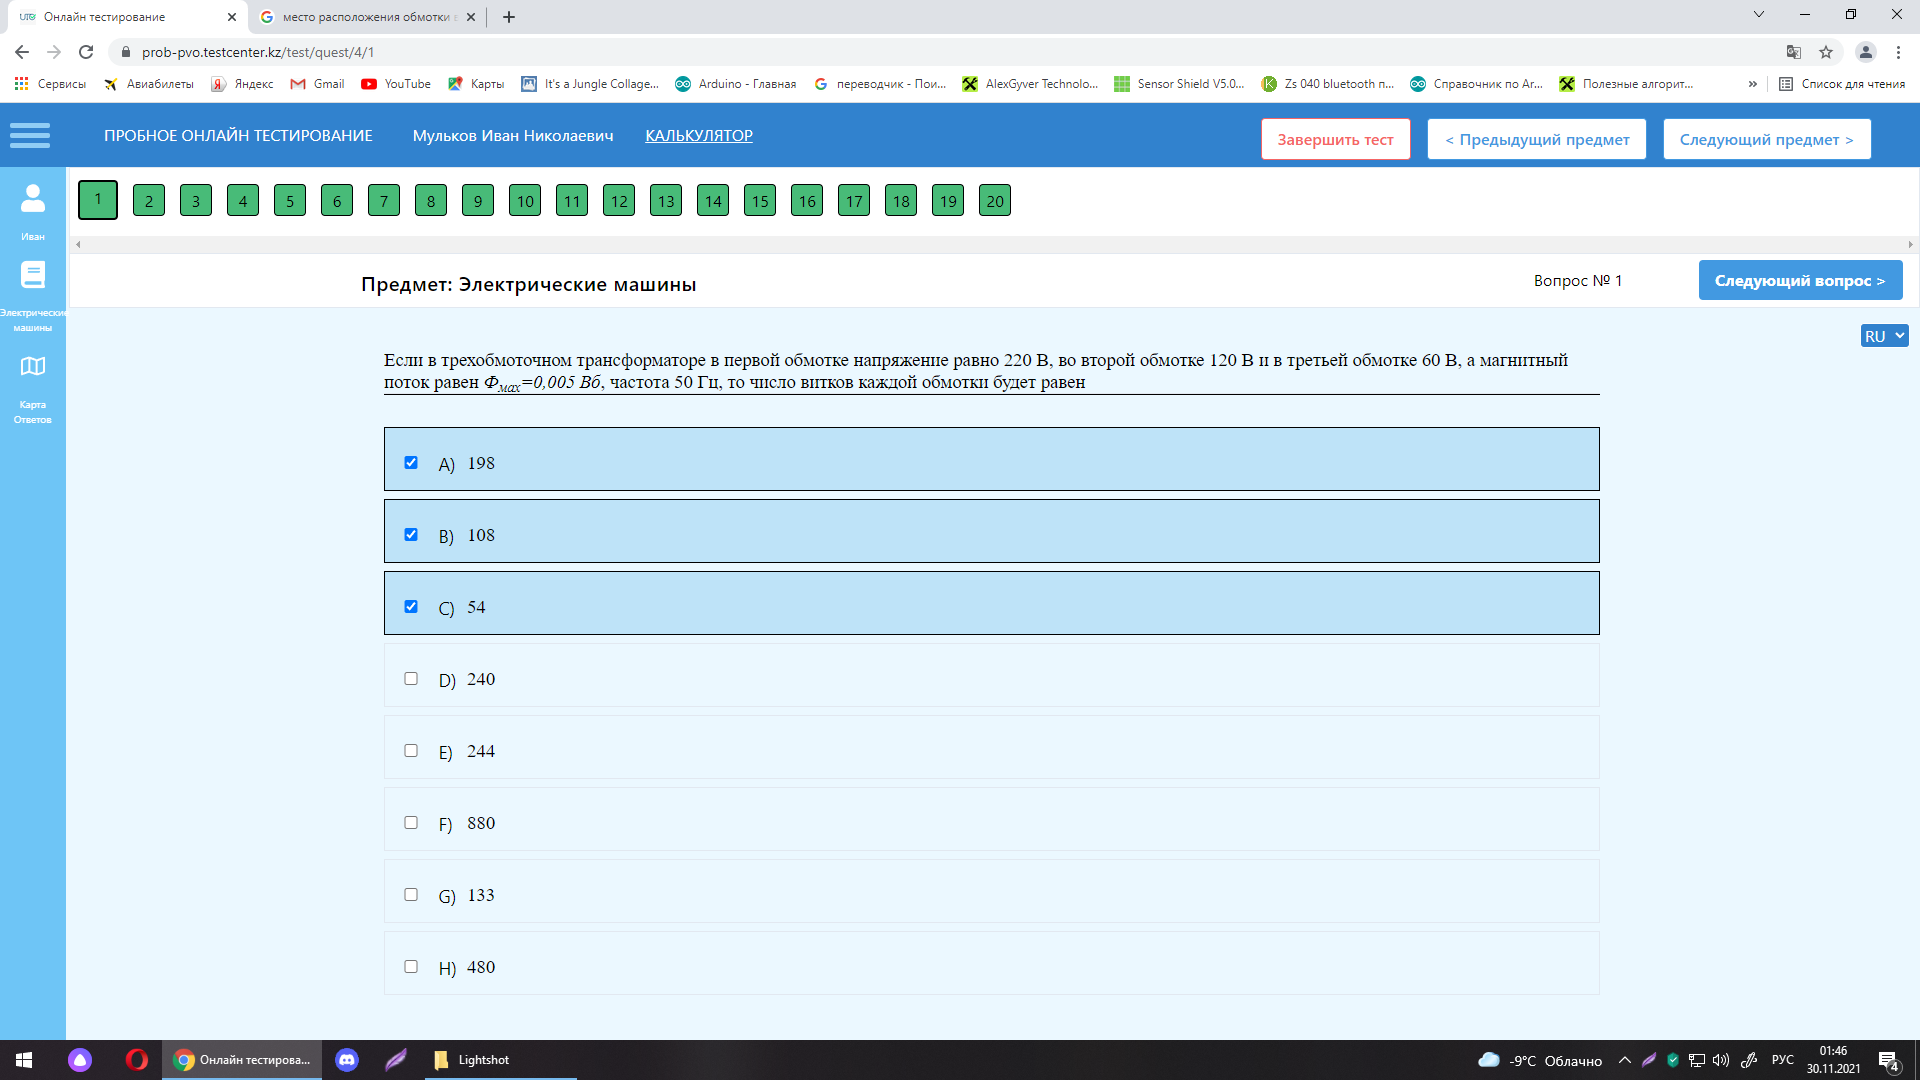 Онлайн тестирование
место расположения обмотки в
prob-pvo.testcenter.kz/test/quest/4/1
Сервисы Авиабилеты Яндекс Gmail YouTube Карты It's a Jungle Collage... Arduino - Главная переводчик - Пои... AlexGyver Technolo... Sensor Shield V5.0... Zs 040 bluetooth п... Справочник по Ar... Полезные алгорит... » Список для чтения
ПРОБНОЕ ОНЛАЙН ТЕСТИРОВАНИЕ Мульков Иван Николаевич КАЛЬКУЛЯТОР Завершить тест < Предыдущий предмет Следующий предмет >
1 2 3 4 5 6 7 8 9 10 11 12 13 14 15 16 17 18 19 20
Иван
Электрические
машины
Карта
Ответов
Предмет: Электрические машины
Вопрос № 1
Следующий вопрос >
RU
Если в трехобмоточном трансформаторе в первой обмотке напряжение равно 220 В, во второй обмотке 120 В и в третьей обмотке 60 В, а магнитный
поток равен Фмах=0,005 Вб, частота 50 Гц, то число витков каждой обмотки будет равен
A) 198
B) 108
C) 54
D) 240
E) 244
F) 880
G) 133
H) 480
Онлайн тестирова...
Lightshot
-9°C Облачно
РУС
01:46
30.11.2021
4